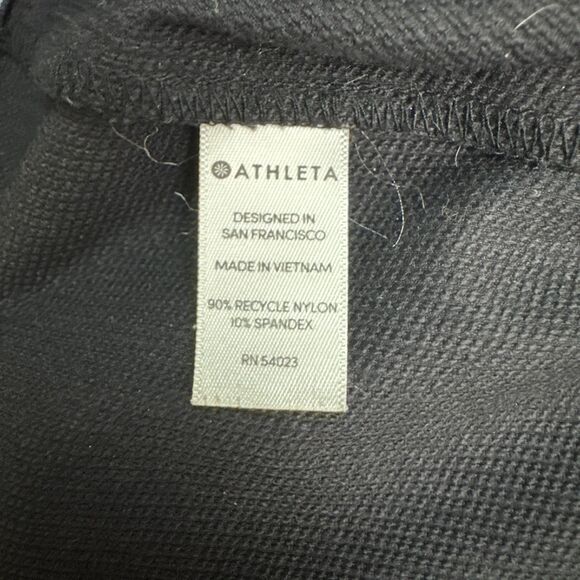 ATHLETA
DESIGNED IN
SAN FRANCISCO
MADE IN VIETNAM
90% RECYCLE NYLON
10% SPANDEX
RN 54023